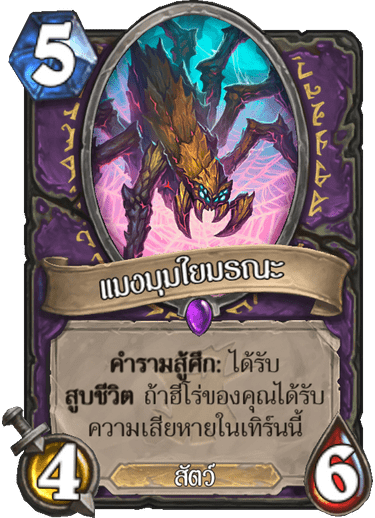 5
แมงมุมใยมรณะ
คำรามสู้ศึก: ได้รับ
สูบชีวิต ถ้าฮีโร่ของคุณได้รับ
ความเสียหายในเทิร์นนี้
4
สัตว์
6